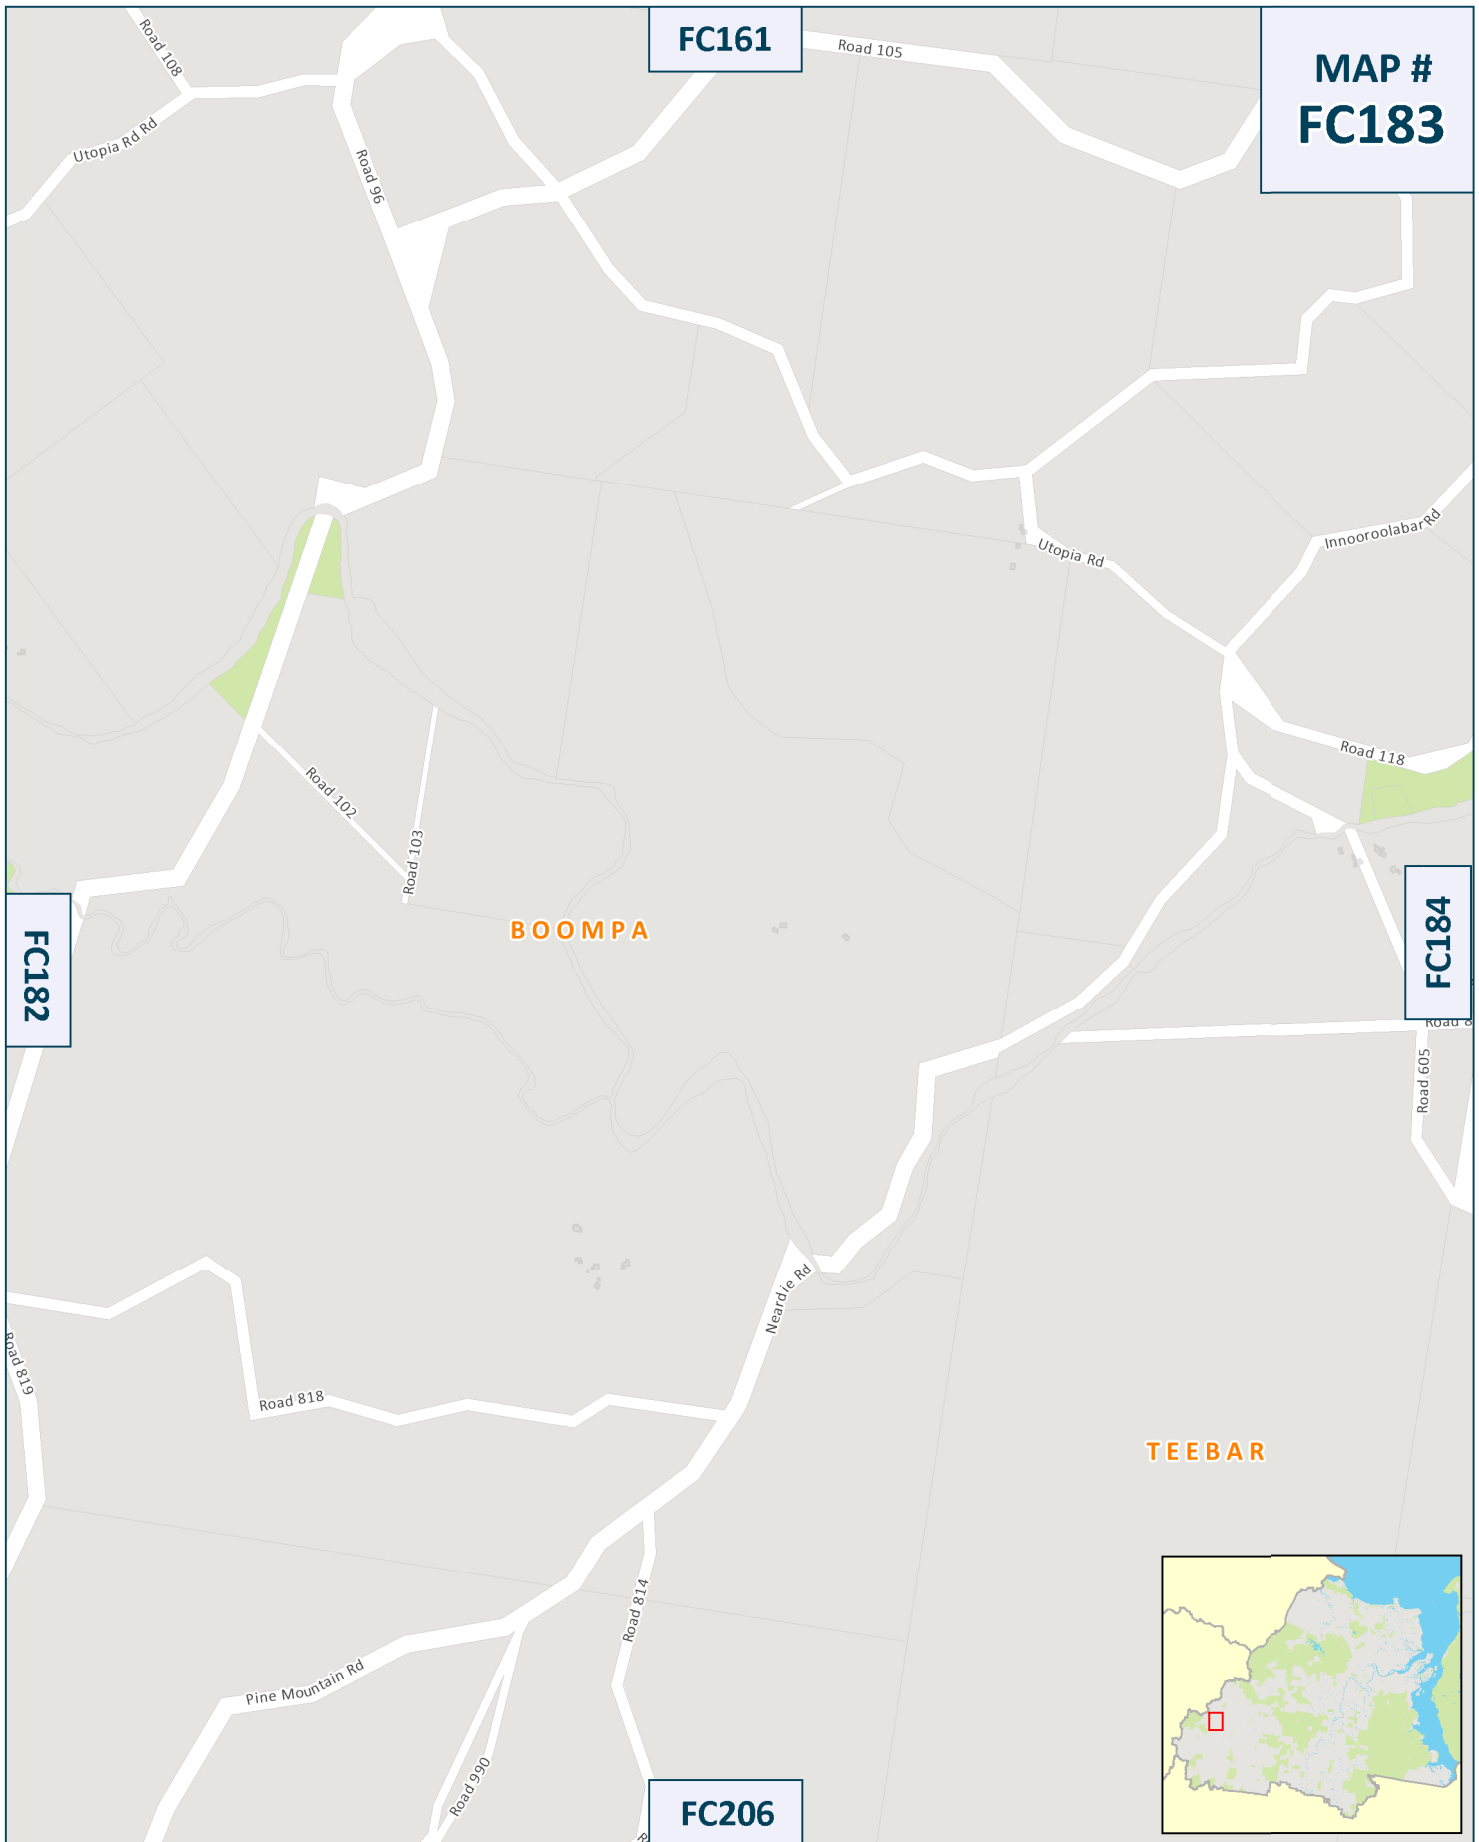 FC161
Road 105
MAP #
FC183
Road 108
Utopia Rd Rd
Road 96
Innooroolabar Rd
Utopia Rd
Road 118
Road 102
Road 103
BOOMPA
FC182
FC184
Road 8
Road 605
Neardie Rd
Road 819
Road 818
TEEBAR
Road 814
Pine Mountain Rd
Road 990
FC206